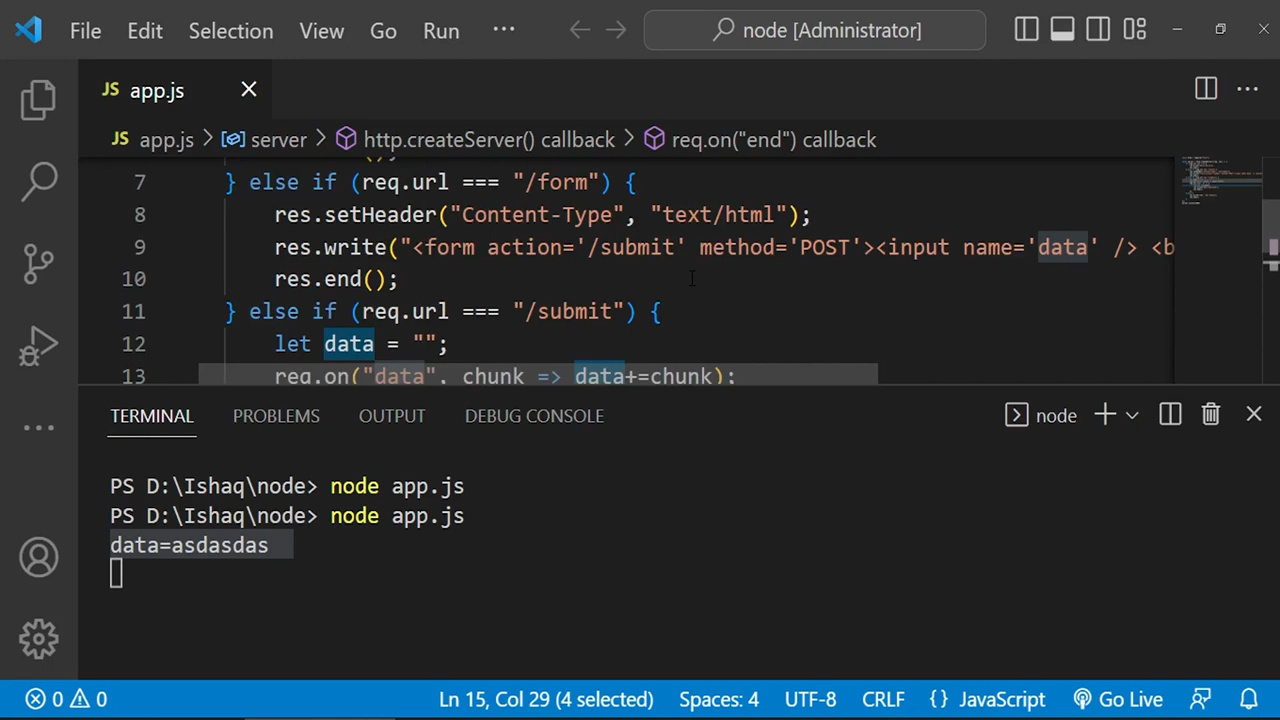 File Edit Selection View Go Run ··· node [Administrator]
JS app.js
JS app.js > server > http.createServer() callback > req.on("end") callback
7 } else if (req.url === "/form") {
8 res.setHeader("Content-Type", "text/html");
9 res.write("<form action='/submit' method='POST'><input name='data' /> <b
10 res.end();
11 } else if (req.url === "/submit") {
12 let data = "";
13 req.on("data", chunk => data+=chunk);
TERMINAL PROBLEMS OUTPUT DEBUG CONSOLE node
PS D:\Ishaq\node> node app.js
PS D:\Ishaq\node> node app.js
data=asdasdas
0 0 Ln 15, Col 29 (4 selected) Spaces: 4 UTF-8 CRLF {} JavaScript Go Live